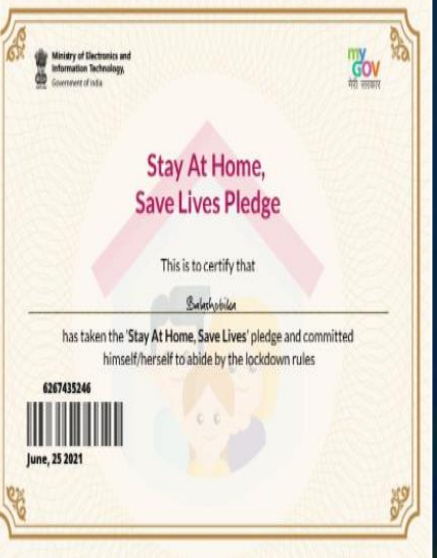 Ministry of Electronics and
Information Technology,
Government of India
my
GOV
मेरी सरकार
Stay At Home,
Save Lives Pledge
This is to certify that
Balashobika
has taken the 'Stay At Home, Save Lives' pledge and committed
himself/herself to abide by the lockdown rules
6267435246
June, 25 2021